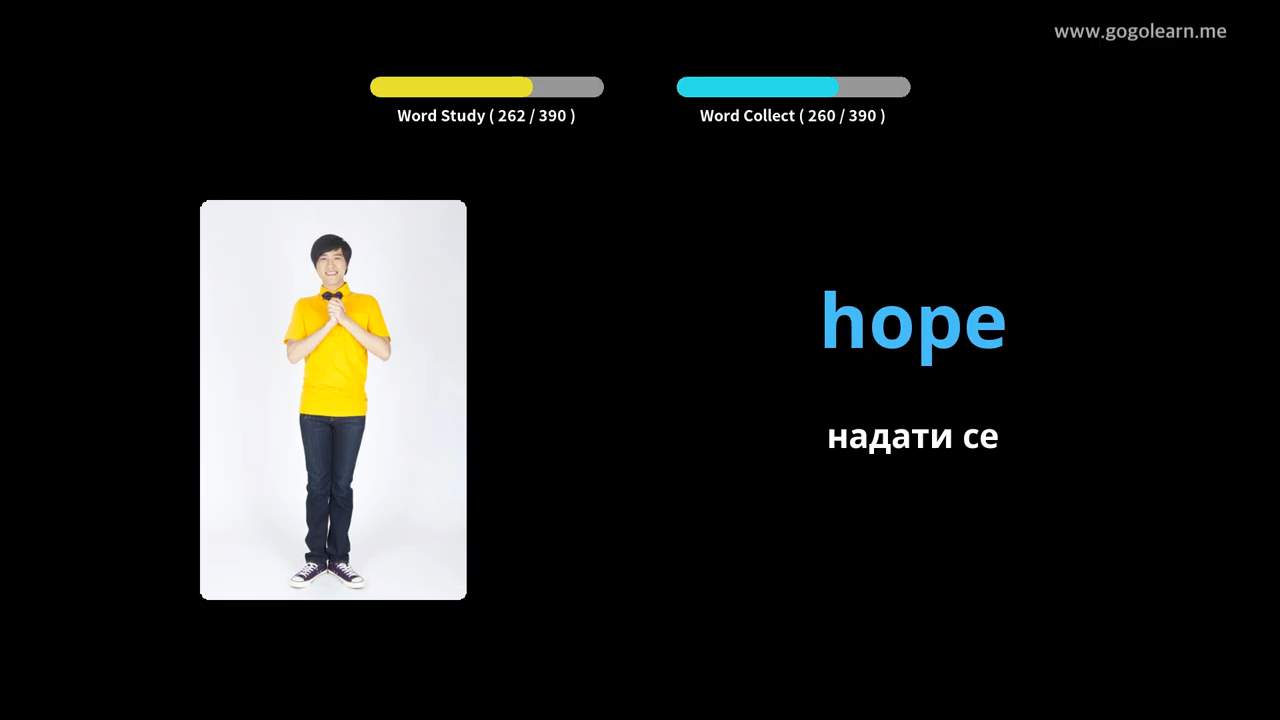 www.gogolearn.me
Word Study ( 262 / 390 )
Word Collect ( 260 / 390 )
hope
надати се